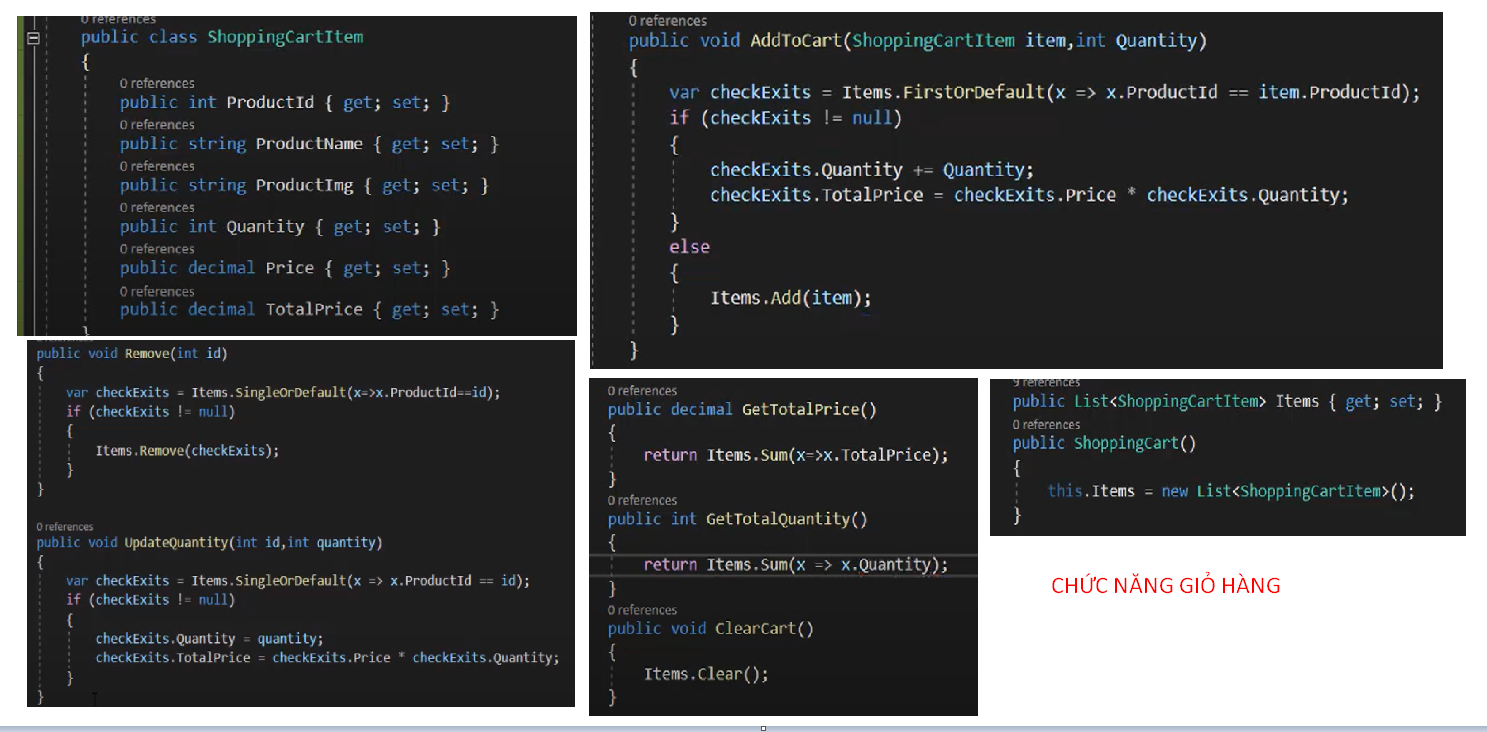 0 references
public class ShoppingCartItem
{
0 references
public int ProductId { get; set; }
0 references
public string ProductName { get; set; }
0 references
public string ProductImg { get; set; }
0 references
public int Quantity { get; set; }
0 references
public decimal Price { get; set; }
0 references
public decimal TotalPrice { get; set; }
}
0 references
public void AddToCart(ShoppingCartItem item,int Quantity)
{
var checkExits = Items.FirstOrDefault(x => x.ProductId == item.ProductId);
if (checkExits != null)
{
checkExits.Quantity += Quantity;
checkExits.TotalPrice = checkExits.Price * checkExits.Quantity;
}
else
{
Items.Add(item);
}
}
public void Remove(int id)
{
var checkExits = Items.SingleOrDefault(x=>x.ProductId==id);
if (checkExits != null)
{
Items.Remove(checkExits);
}
}
0 references
public void UpdateQuantity(int id,int quantity)
{
var checkExits = Items.SingleOrDefault(x => x.ProductId == id);
if (checkExits != null)
{
checkExits.Quantity = quantity;
checkExits.TotalPrice = checkExits.Price * checkExits.Quantity;
}
}
0 references
public decimal GetTotalPrice()
{
return Items.Sum(x=>x.TotalPrice);
}
0 references
public int GetTotalQuantity()
{
return Items.Sum(x => x.Quantity);
}
0 references
public void ClearCart()
{
Items.Clear();
}
9 references
public List<ShoppingCartItem> Items { get; set; }
0 references
public ShoppingCart()
{
this.Items = new List<ShoppingCartItem>();
}
CHỨC NĂNG GIỎ HÀNG